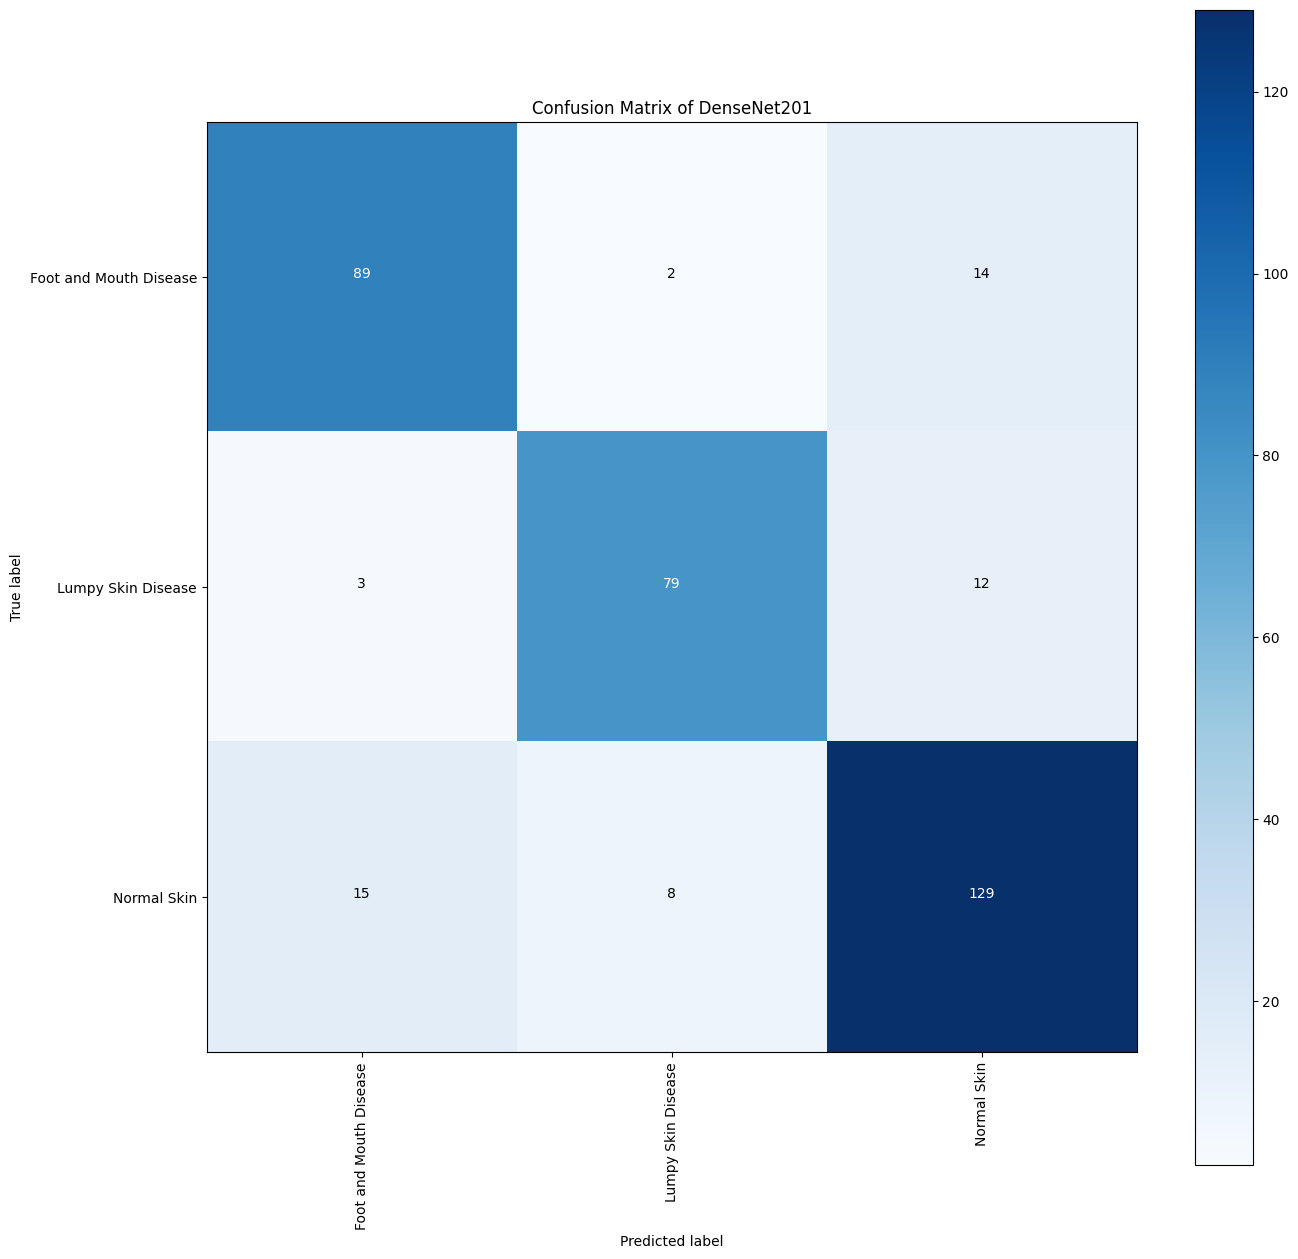 Confusion Matrix of DenseNet201
120
100
80
60
40
20
True label
Foot and Mouth Disease
89
2
14
Lumpy Skin Disease
3
79
12
Normal Skin
15
8
129
Foot and Mouth Disease
Lumpy Skin Disease
Normal Skin
Predicted label